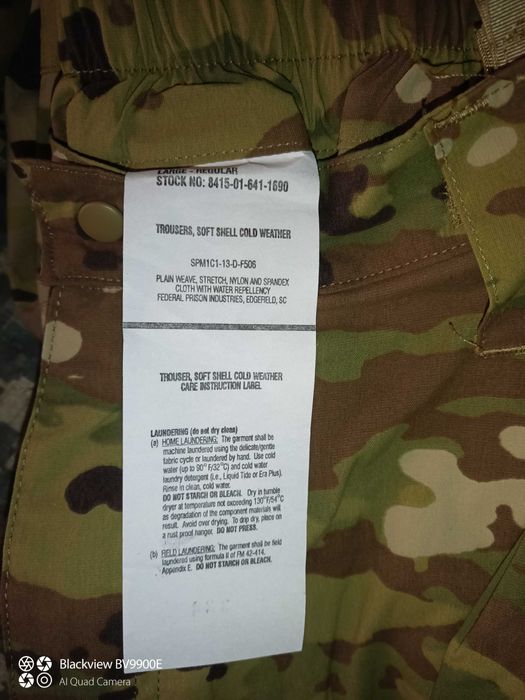 LARGE - REGULAR
STOCK NO: 8415-01-641-1690
TROUSERS, SOFT SHELL COLD WEATHER
SPM1C1-13-D-F506
PLAIN WEAVE, STRETCH, NYLON AND SPANDEX
CLOTH WITH WATER REPELLENCY
FEDERAL PRISON INDUSTRIES, EDGEFIELD, SC
TROUSER, SOFT SHELL COLD WEATHER
CARE INSTRUCTION LABEL
LAUNDERING (do not dry clean)
(a) HOME LAUNDERING: The garment shall be
machine laundered using the delicate/gentle
fabric cycle or laundered by hand. Use cold
water (up to 90°F/32°C) and cold water
laundry detergent (i.e., Liquid Tide or Era Plus).
Rinse in clean, cold water.
DO NOT STARCH OR BLEACH. Dry in tumble
dryer at temperature not exceeding 130°F/54°C
as degradation of the component materials will
result. Avoid over drying. To drip dry, place on
a rust proof hanger. DO NOT PRESS.
(b) FIELD LAUNDERING: The garment shall be field
laundered using formula II of FM 42-414,
Appendix E. DO NOT STARCH OR BLEACH.
Blackview BV9900E
AI Quad Camera